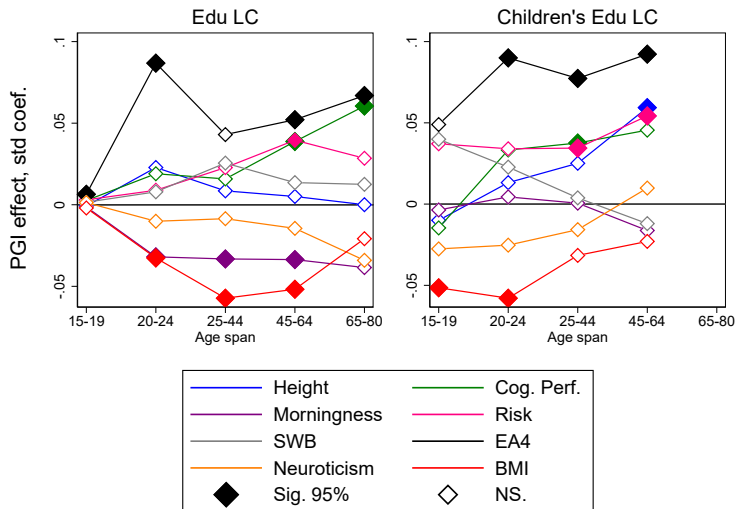 Edu LC
Children's Edu LC
PGI effect, std coef.
.1
.05
0
-.05
15-19 20-24 25-44 45-64 65-80
Age span
.1
.05
0
-.05
15-19 20-24 25-44 45-64 65-80
Age span
Height
Cog. Perf.
Morningness
Risk
SWB
EA4
Neuroticism
BMI
Sig. 95%
NS.